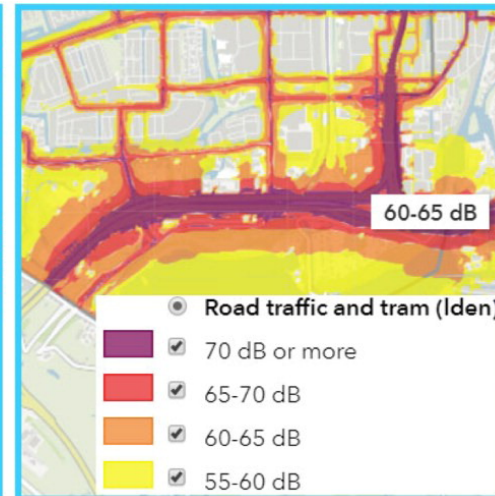 60-65 dB
Road traffic and tram (lden)
70 dB or more
65-70 dB
60-65 dB
55-60 dB